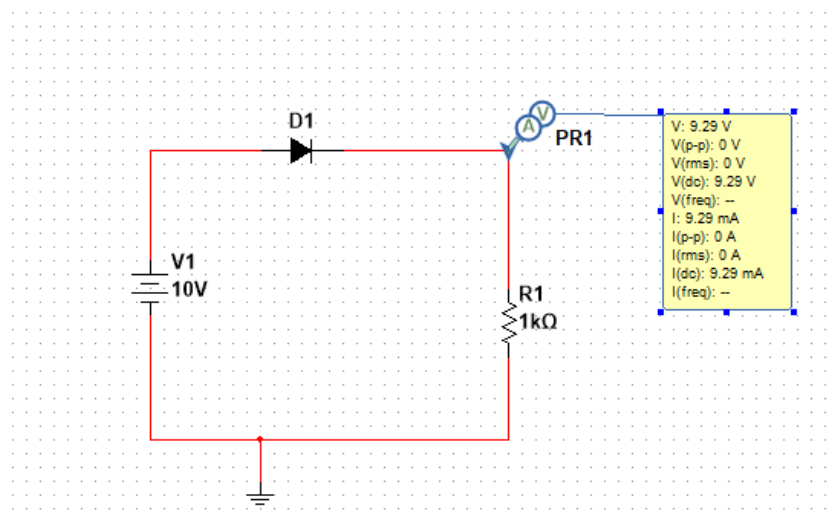 D1
V
A
PR1
V: 9.29 V
V(p-p): 0 V
V(rms): 0 V
V(dc): 9.29 V
V(freq): --
I: 9.29 mA
I(p-p): 0 A
I(rms): 0 A
I(dc): 9.29 mA
I(freq): --
V1
10V
R1
1kΩ